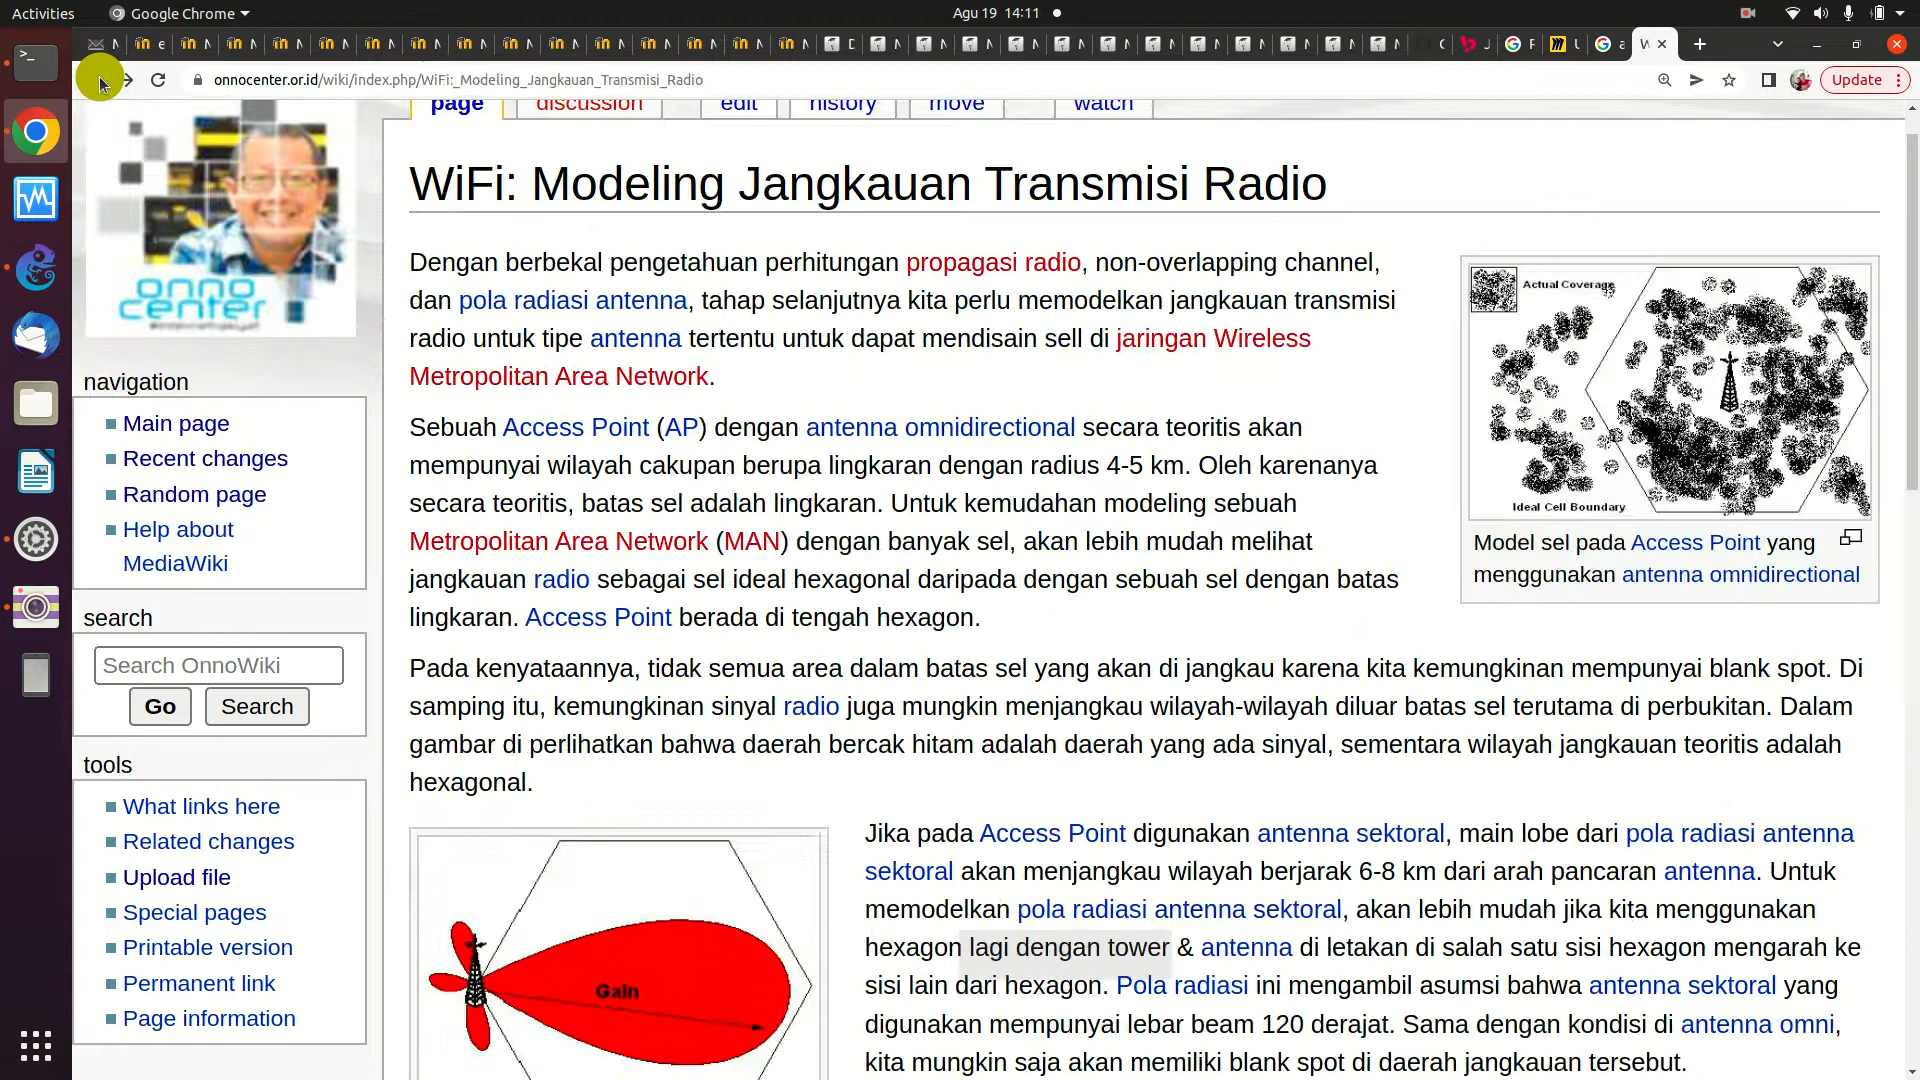 Activities
Google Chrome
Agu 19 14:11
onnocenter.or.id/wiki/index.php/WiFi:_Modeling_Jangkauan_Transmisi_Radio
Update
page
discussion
edit
history
move
watch
onno
center
navigation
Main page
Recent changes
Random page
Help about
MediaWiki
search
Search OnnoWiki
Go
Search
tools
What links here
Related changes
Upload file
Special pages
Printable version
Permanent link
Page information
WiFi: Modeling Jangkauan Transmisi Radio
Dengan berbekal pengetahuan perhitungan propagasi radio, non-overlapping channel,
dan pola radiasi antenna, tahap selanjutnya kita perlu memodelkan jangkauan transmisi
radio untuk tipe antenna tertentu untuk dapat mendisain sell di jaringan Wireless
Metropolitan Area Network.
Sebuah Access Point (AP) dengan antenna omnidirectional secara teoritis akan
mempunyai wilayah cakupan berupa lingkaran dengan radius 4-5 km. Oleh karenanya
secara teoritis, batas sel adalah lingkaran. Untuk kemudahan modeling sebuah
Metropolitan Area Network (MAN) dengan banyak sel, akan lebih mudah melihat
jangkauan radio sebagai sel ideal hexagonal daripada dengan sebuah sel dengan batas
lingkaran. Access Point berada di tengah hexagon.
Actual Coverage
Ideal Cell Boundary
Model sel pada Access Point yang
menggunakan antenna omnidirectional
Pada kenyataannya, tidak semua area dalam batas sel yang akan di jangkau karena kita kemungkinan mempunyai blank spot. Di
samping itu, kemungkinan sinyal radio juga mungkin menjangkau wilayah-wilayah diluar batas sel terutama di perbukitan. Dalam
gambar di perlihatkan bahwa daerah bercak hitam adalah daerah yang ada sinyal, sementara wilayah jangkauan teoritis adalah
hexagonal.
Gain
Jika pada Access Point digunakan antenna sektoral, main lobe dari pola radiasi antenna
sektoral akan menjangkau wilayah berjarak 6-8 km dari arah pancaran antenna. Untuk
memodelkan pola radiasi antenna sektoral, akan lebih mudah jika kita menggunakan
hexagon lagi dengan tower & antenna di letakan di salah satu sisi hexagon mengarah ke
sisi lain dari hexagon. Pola radiasi ini mengambil asumsi bahwa antenna sektoral yang
digunakan mempunyai lebar beam 120 derajat. Sama dengan kondisi di antenna omni,
kita mungkin saja akan memiliki blank spot di daerah jangkauan tersebut.